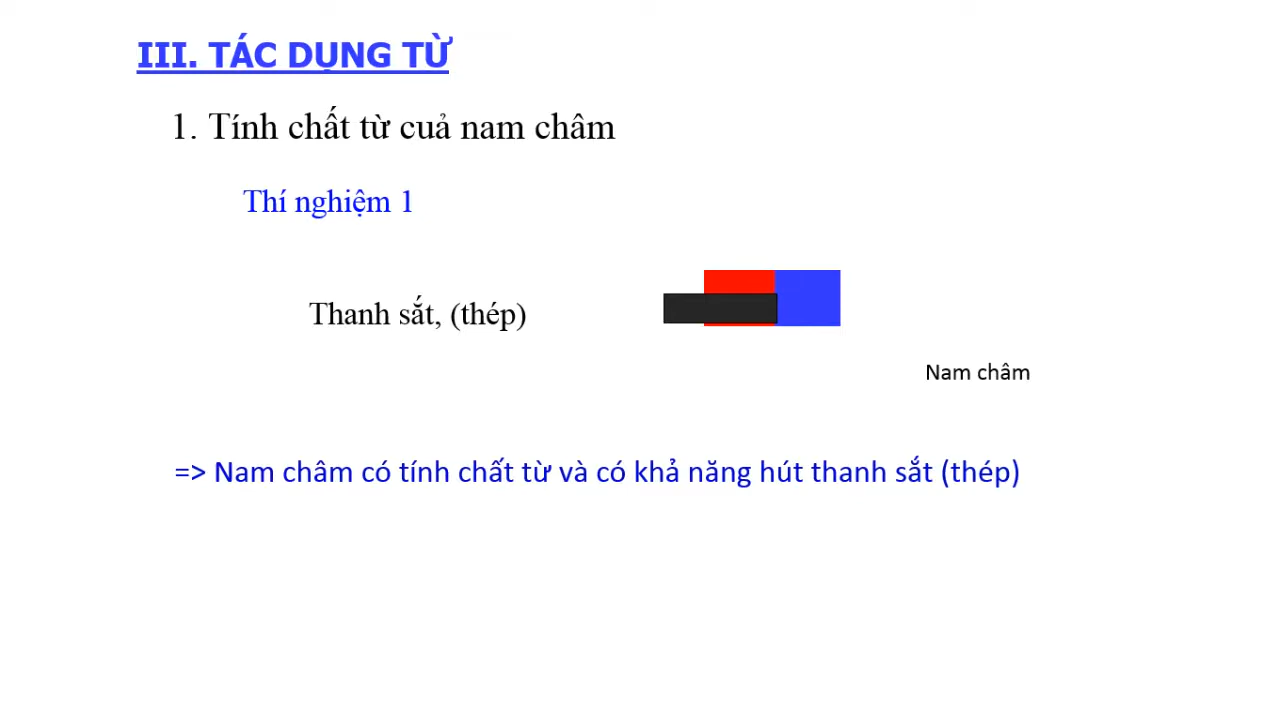 III. TÁC DỤNG TỪ
1. Tính chất từ cuả nam châm
Thí nghiệm 1
Thanh sắt, (thép)
Nam châm
=> Nam châm có tính chất từ và có khả năng hút thanh sắt (thép)